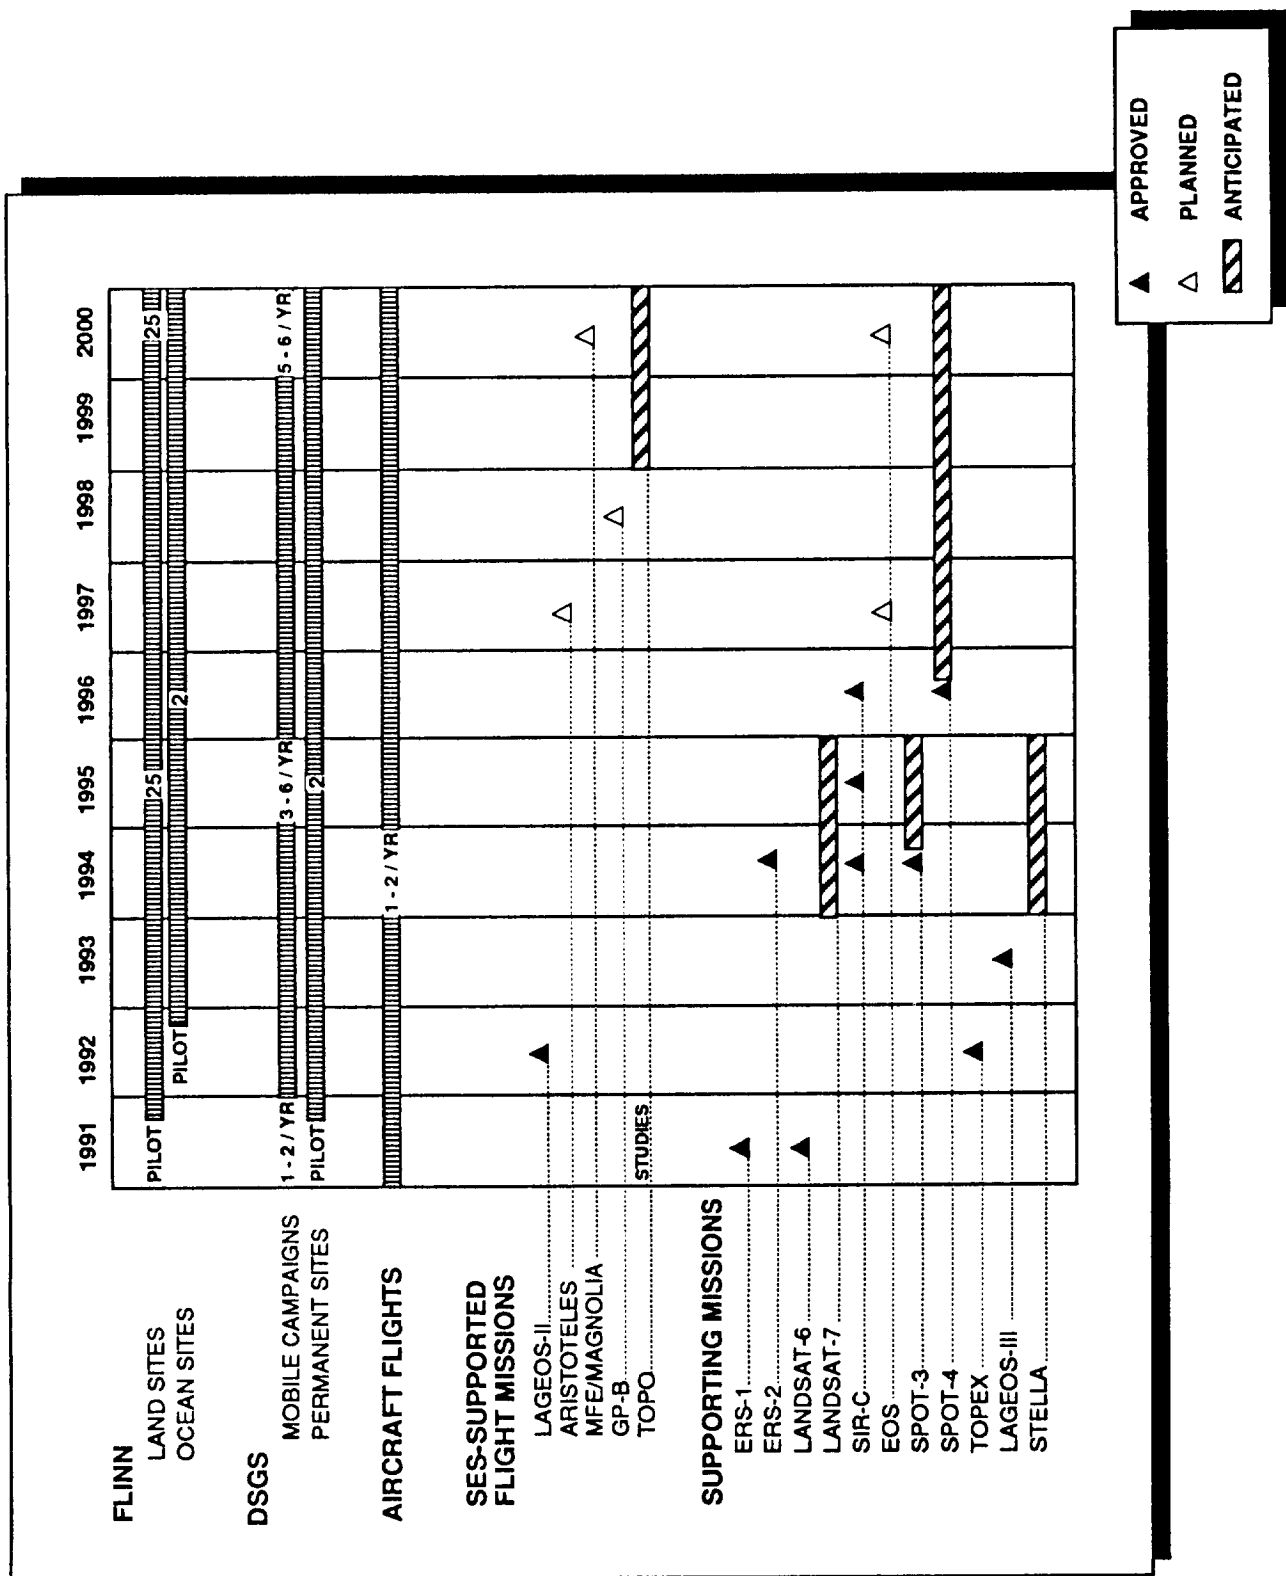 1991 1992 1993 1994 1995 1996 1997 1998 1999 2000
FLINN
LAND SITES PILOT 25 25
OCEAN SITES PILOT 2
DSGS
MOBILE CAMPAIGNS 1 - 2 / YR 3 - 6 / YR 5 - 6 / YR
PERMANENT SITES PILOT 2
AIRCRAFT FLIGHTS 1 - 2 / YR
SES-SUPPORTED
FLIGHT MISSIONS
LAGEOS-II
ARISTOTELES
MFE/MAGNOLIA
GP-B
TOPO STUDIES
SUPPORTING MISSIONS
ERS-1
ERS-2
LANDSAT-6
LANDSAT-7
SIR-C
EOS
SPOT-3
SPOT-4
TOPEX
LAGEOS-III
STELLA
APPROVED
PLANNED
ANTICIPATED